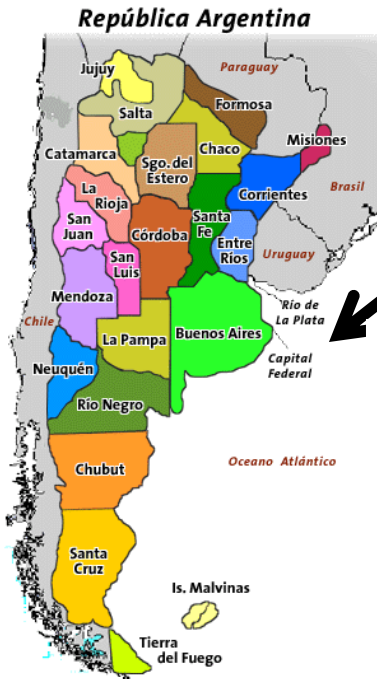 República Argentina
Jujuy
Paraguay
Salta
Formosa
Misiones
Catamarca
Chaco
Sgo. del
Estero
La
Rioja
Corrientes
Brasil
San
Juan
Santa
Fe
Córdoba
Entre
Rios
Uruguay
San
Luis
Mendoza
Río de
La Plata
Chile
La Pampa
Buenos Aires
Capital
Federal
Neuquén
Río Negro
Chubut
Oceano Atlántico
Santa
Cruz
Is. Malvinas
Tierra
del Fuego